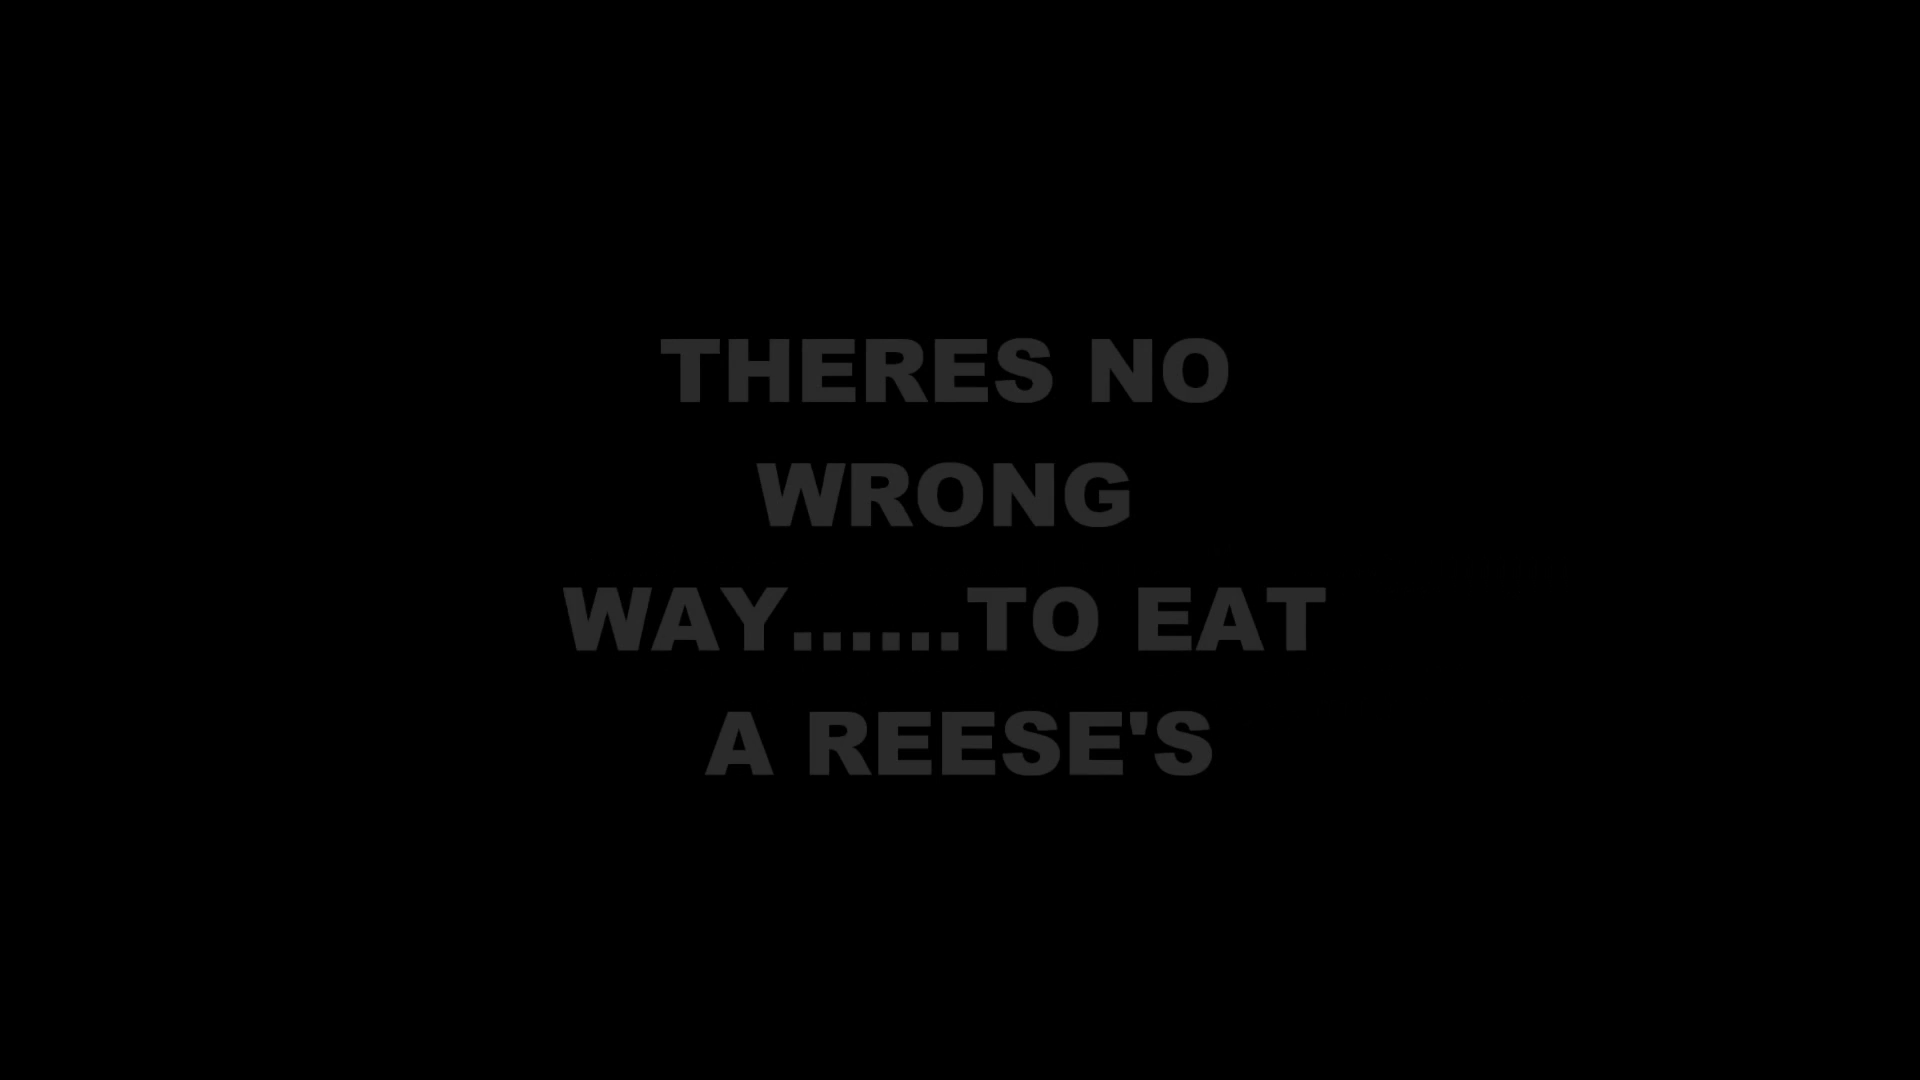 THERES NO
WRONG
WAY......TO EAT
A REESE'S